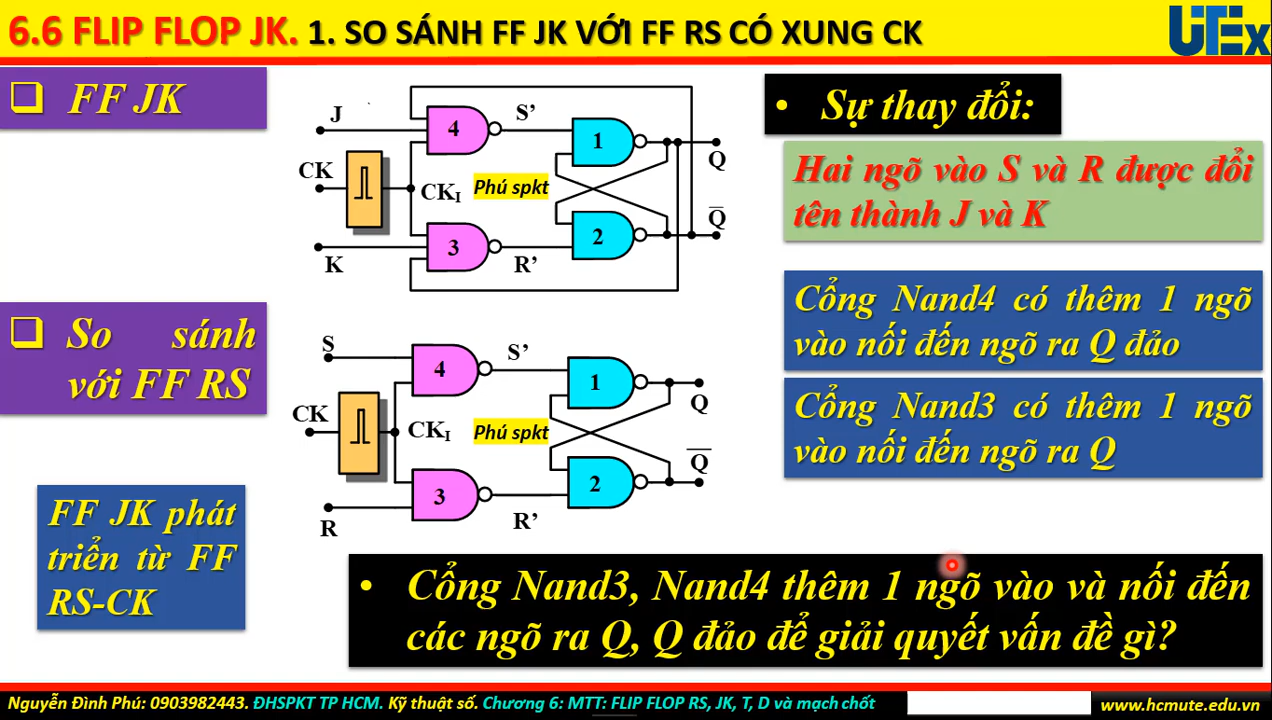 6.6 FLIP FLOP JK. 1. SO SÁNH FF JK VỚI FF RS CÓ XUNG CK
UTEx
FF JK
J
CK
K
4
3
S’
R’
CKI
Phú spkt
1
2
Q
Q̅
• Sự thay đổi:
Hai ngõ vào S và R được đổi
tên thành J và K
Cổng Nand4 có thêm 1 ngõ
vào nối đến ngõ ra Q đảo
Cổng Nand3 có thêm 1 ngõ
vào nối đến ngõ ra Q
So sánh
với FF RS
S
CK
R
4
3
S’
R’
CKI
Phú spkt
1
2
Q
Q̅
FF JK phát
triển từ FF
RS-CK
• Cổng Nand3, Nand4 thêm 1 ngõ vào và nối đến
các ngõ ra Q, Q đảo để giải quyết vấn đề gì?
Nguyễn Đình Phú: 0903982443. ĐHSPKT TP HCM. Kỹ thuật số. Chương 6: MTT: FLIP FLOP RS, JK, T, D và mạch chốt
www.hcmute.edu.vn